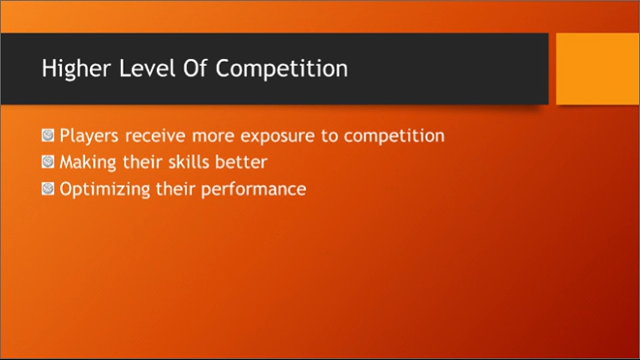 Higher Level Of Competition
Players receive more exposure to competition
Making their skills better
Optimizing their performance